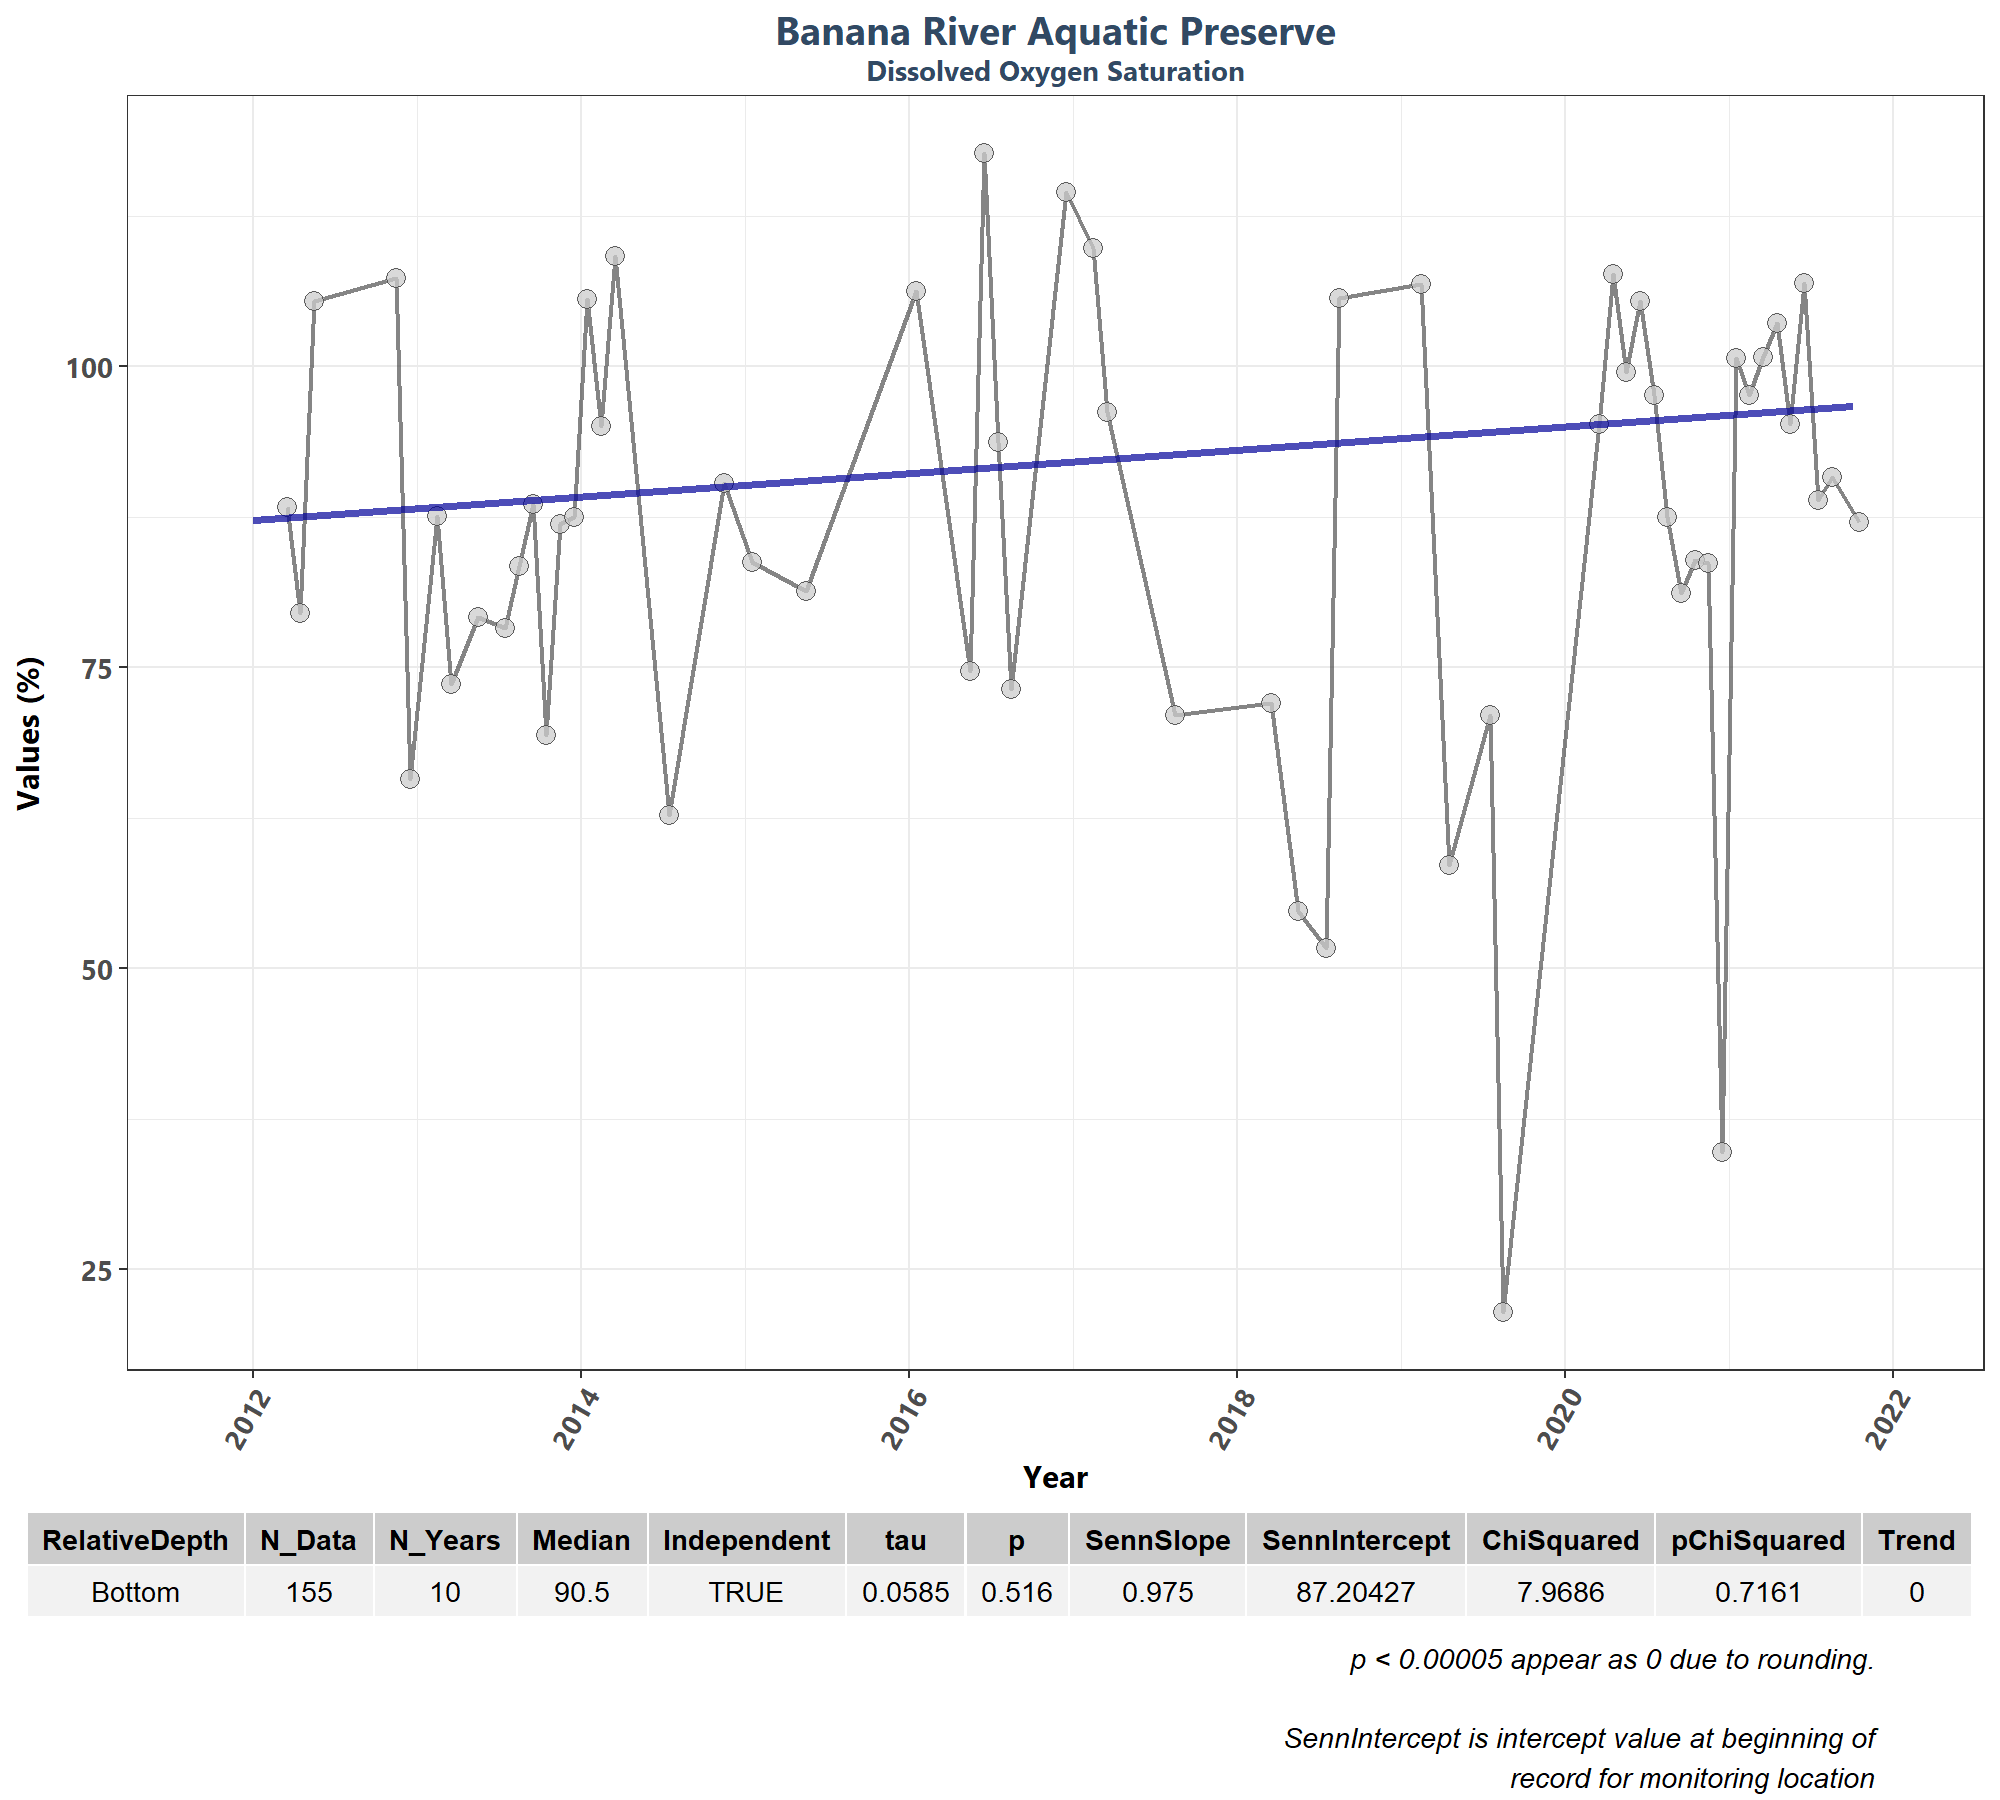 Banana River Aquatic Preserve
Dissolved Oxygen Saturation
Values (%)
100
75
50
25
2012 2014 2016 2018 2020 2022
Year
RelativeDepth N_Data N_Years Median Independent tau p SennSlope SennIntercept ChiSquared pChiSquared Trend
Bottom 155 10 90.5 TRUE 0.0585 0.516 0.975 87.20427 7.9686 0.7161 0
p < 0.00005 appear as 0 due to rounding.
SennIntercept is intercept value at beginning of
record for monitoring location